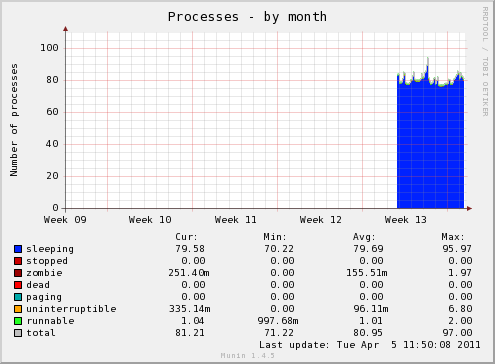 Processes - by month
RRDTOOL / TOBI OETIKER
Number of processes
100
80
60
40
20
0
Week 09 Week 10 Week 11 Week 12 Week 13
Cur: Min: Avg: Max:
sleeping 79.58 70.22 79.69 95.97
stopped 0.00 0.00 0.00 0.00
zombie 251.40m 0.00 155.51m 1.97
dead 0.00 0.00 0.00 0.00
paging 0.00 0.00 0.00 0.00
uninterruptible 335.14m 0.00 96.11m 6.80
runnable 1.04 997.68m 1.01 2.00
total 81.21 71.22 80.95 97.00
Last update: Tue Apr 5 11:50:08 2011
Munin 1.4.5